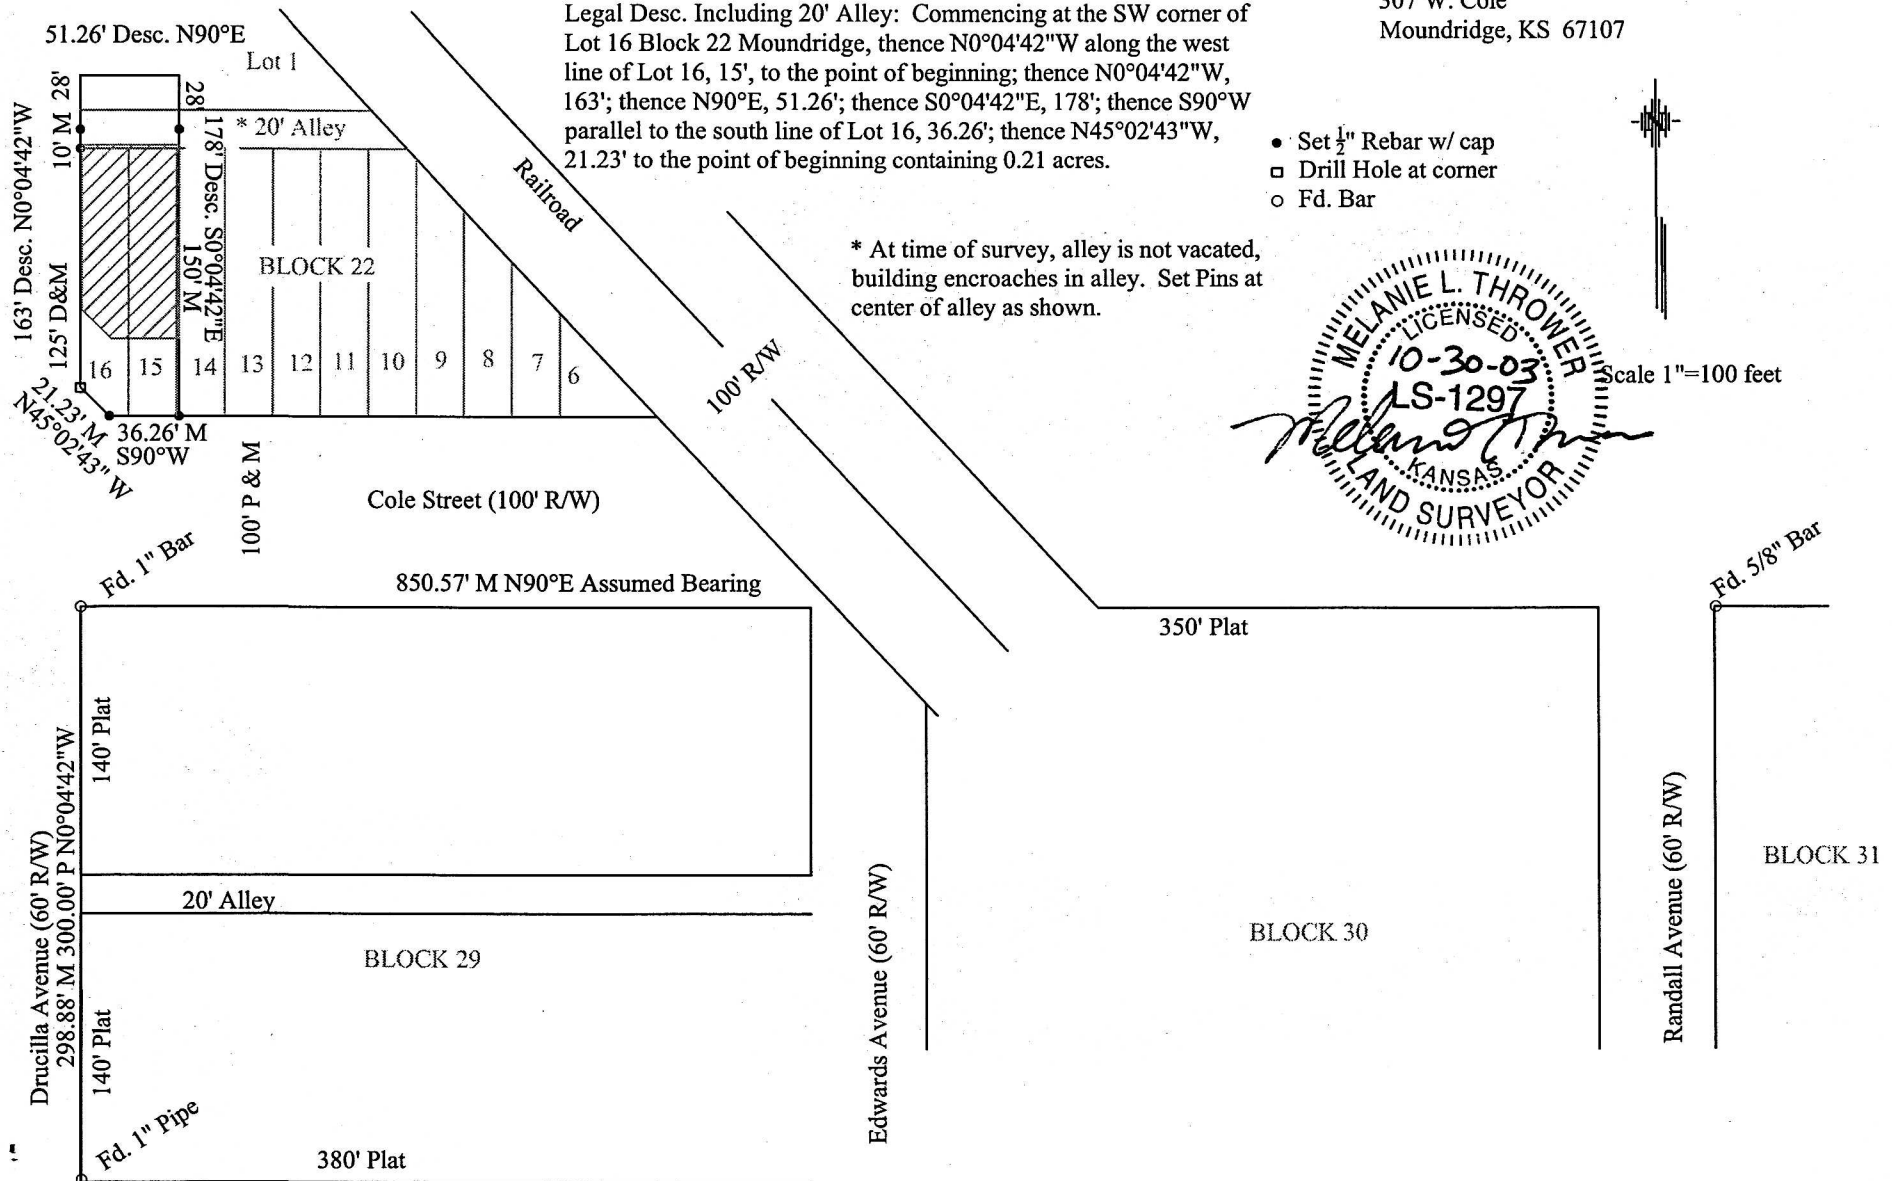 Legal Desc. Including 20' Alley: Commencing at the SW corner of
Lot 16 Block 22 Moundridge, thence N0°04'42"W along the west
line of Lot 16, 15', to the point of beginning; thence N0°04'42"W,
163'; thence N90°E, 51.26'; thence S0°04'42"E, 178'; thence S90°W
parallel to the south line of Lot 16, 36.26'; thence N45°02'43"W,
21.23' to the point of beginning containing 0.21 acres.
307 W. Cole
Moundridge, KS 67107
51.26' Desc. N90°E
Lot 1
28'
28'
10' M
* 20' Alley
163' Desc. N0°04'42"W
125' D&M
178' Desc. S0°04'42"E
150' M
BLOCK 22
16
15
14
13
12
11
10
9
8
7
6
21.23' M
N45°02'43" W
36.26' M
S90°W
100' P & M
Cole Street (100' R/W)
Railroad
100' R/W
• Set ½" Rebar w/ cap
□ Drill Hole at corner
○ Fd. Bar
* At time of survey, alley is not vacated,
building encroaches in alley. Set Pins at
center of alley as shown.
MELANIE L. THROWER
LICENSED
10-30-03
LS-1297
KANSAS
LAND SURVEYOR
Scale 1"=100 feet
Fd. 1" Bar
850.57' M N90°E Assumed Bearing
350' Plat
Fd. 5/8" Bar
140' Plat
Drucilla Avenue (60' R/W)
298.88' M 300.00' P N0°04'42"W
20' Alley
BLOCK 29
140' Plat
Fd. 1" Pipe
380' Plat
Edwards Avenue (60' R/W)
BLOCK 30
Randall Avenue (60' R/W)
BLOCK 31